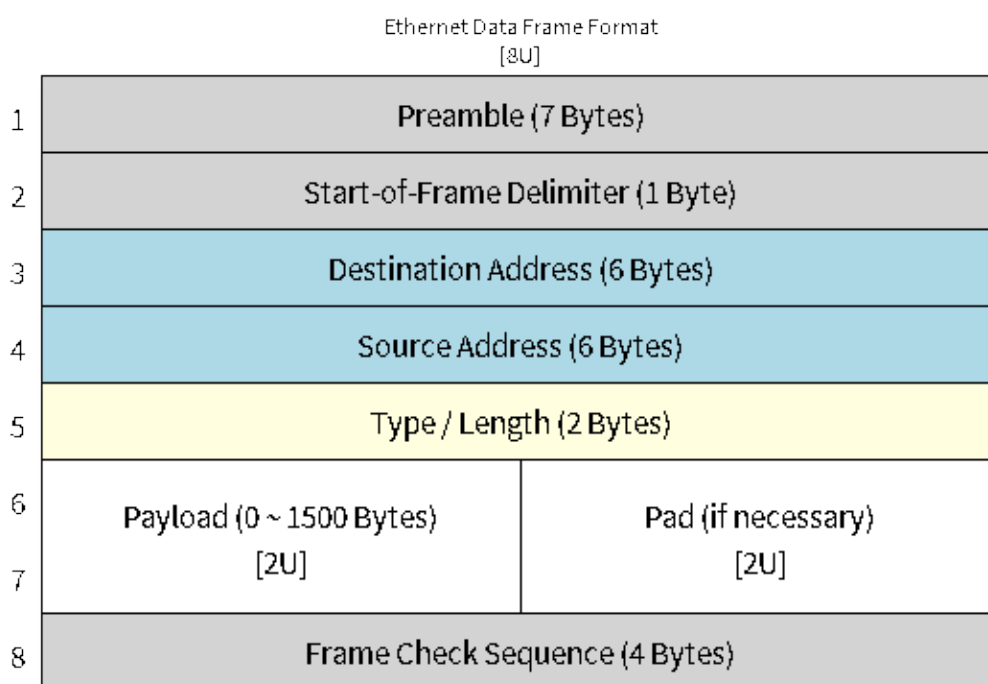 Ethernet Data Frame Format
[8U]
1 Preamble (7 Bytes)
2 Start-of-Frame Delimiter (1 Byte)
3 Destination Address (6 Bytes)
4 Source Address (6 Bytes)
5 Type / Length (2 Bytes)
6 Payload (0 ~ 1500 Bytes) Pad (if necessary)
7 [2U] [2U]
8 Frame Check Sequence (4 Bytes)